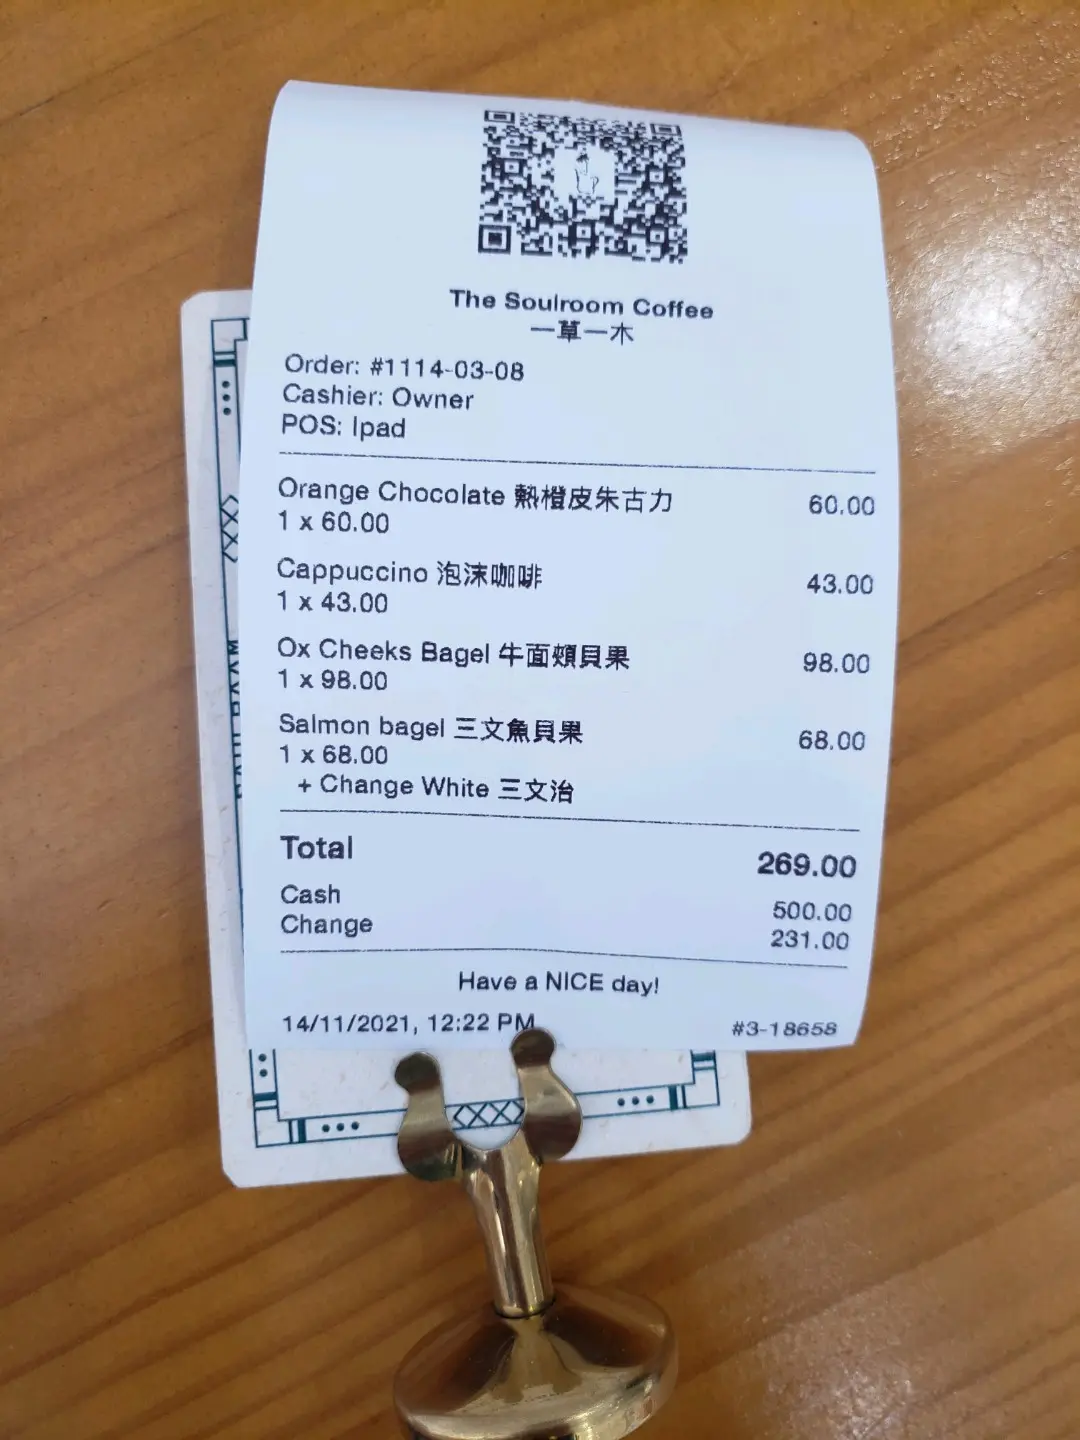 The Soulroom Coffee
一草一木
Order: #1114-03-08
Cashier: Owner
POS: Ipad
Orange Chocolate 熱橙皮朱古力 60.00
1 x 60.00
Cappuccino 泡沫咖啡 43.00
1 x 43.00
Ox Cheeks Bagel 牛面頰貝果 98.00
1 x 98.00
Salmon bagel 三文魚貝果 68.00
1 x 68.00
+ Change White 三文治
Total 269.00
Cash 500.00
Change 231.00
Have a NICE day!
14/11/2021, 12:22 PM #3-18658